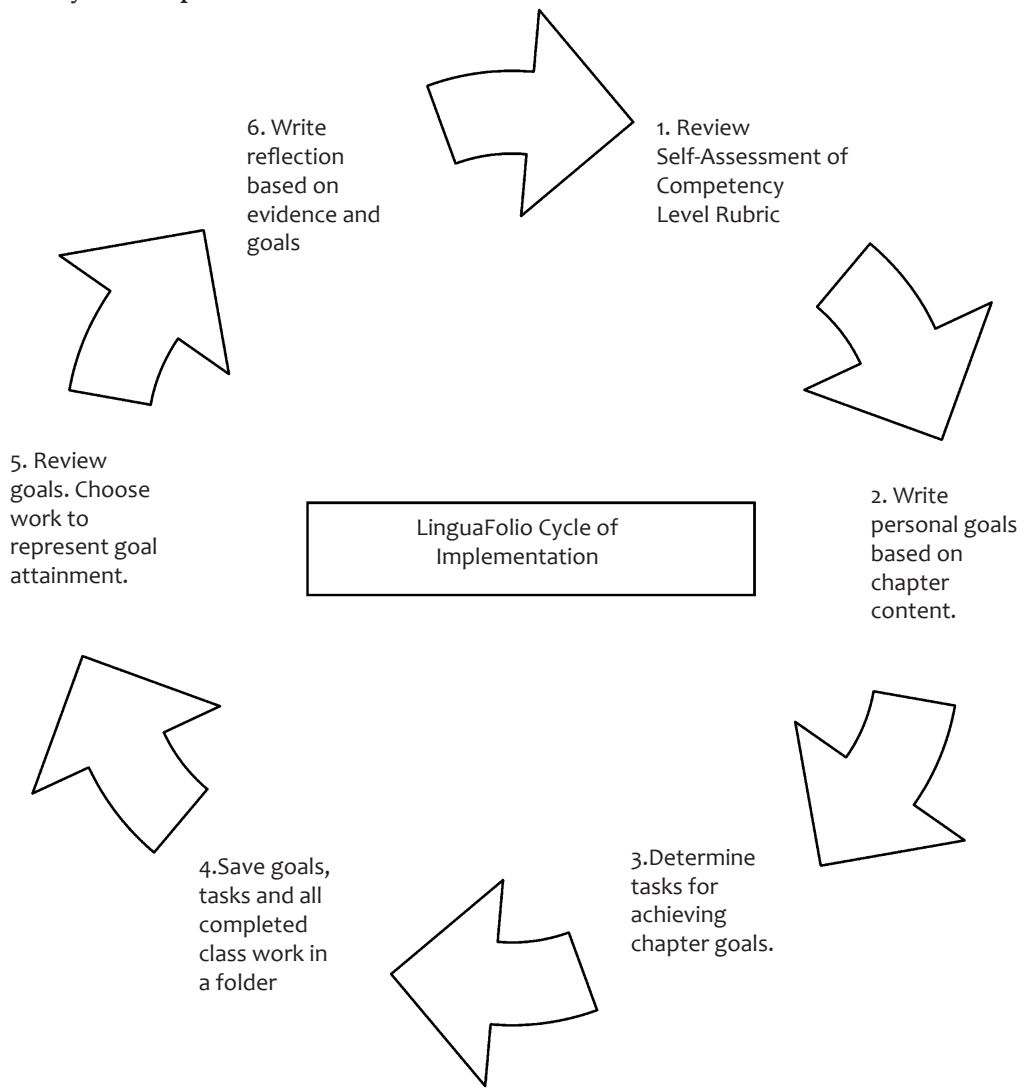 1. Review
Self-Assessment of
Competency
Level Rubric
2. Write
personal goals
based on
chapter
content.
3.Determine
tasks for
achieving
chapter goals.
4.Save goals,
tasks and all
completed
class work in
a folder
5. Review
goals. Choose
work to
represent goal
attainment.
6. Write
reflection
based on
evidence and
goals
LinguaFolio Cycle of
Implementation